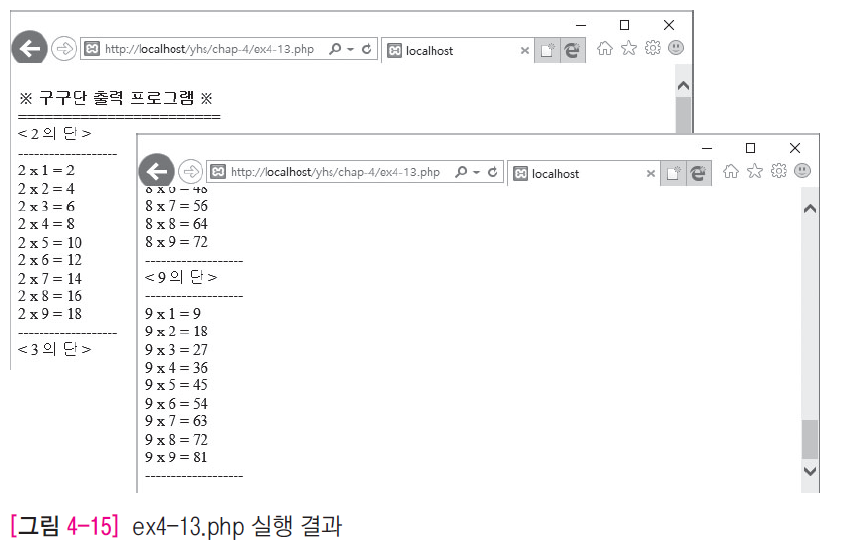 http://localhost/yhs/chap-4/ex4-13.php
localhost
※ 구구단 출력 프로그램 ※
=======================
< 2 의 단 >
-------------------
2 x 1 = 2
2 x 2 = 4
2 x 3 = 6
2 x 4 = 8
2 x 5 = 10
2 x 6 = 12
2 x 7 = 14
2 x 8 = 16
2 x 9 = 18
-------------------
< 3 의 단 >
http://localhost/yhs/chap-4/ex4-13.php
localhost
8 x 6 = 48
8 x 7 = 56
8 x 8 = 64
8 x 9 = 72
-------------------
< 9 의 단 >
-------------------
9 x 1 = 9
9 x 2 = 18
9 x 3 = 27
9 x 4 = 36
9 x 5 = 45
9 x 6 = 54
9 x 7 = 63
9 x 8 = 72
9 x 9 = 81
-------------------
[그림 4-15] ex4-13.php 실행 결과